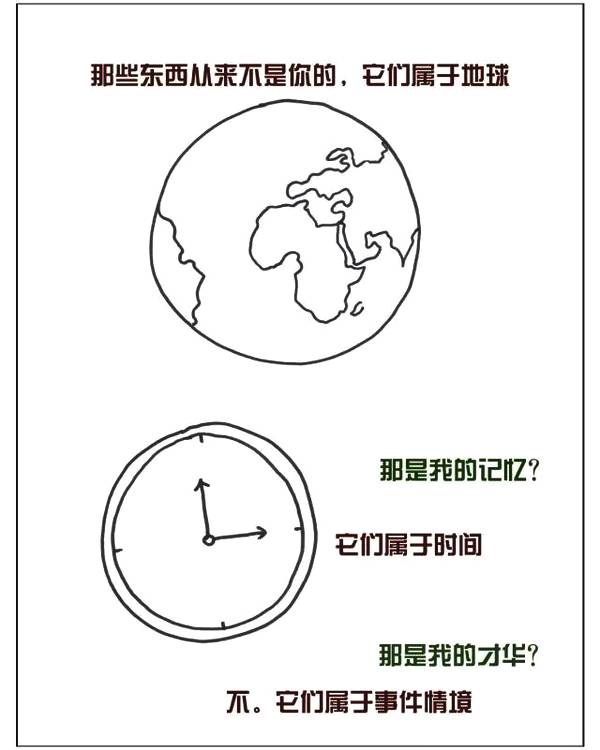 那些东西从来不是你的，它们属于地球
那是我的记忆？
它们属于时间
那是我的才华？
不。它们属于事件情境